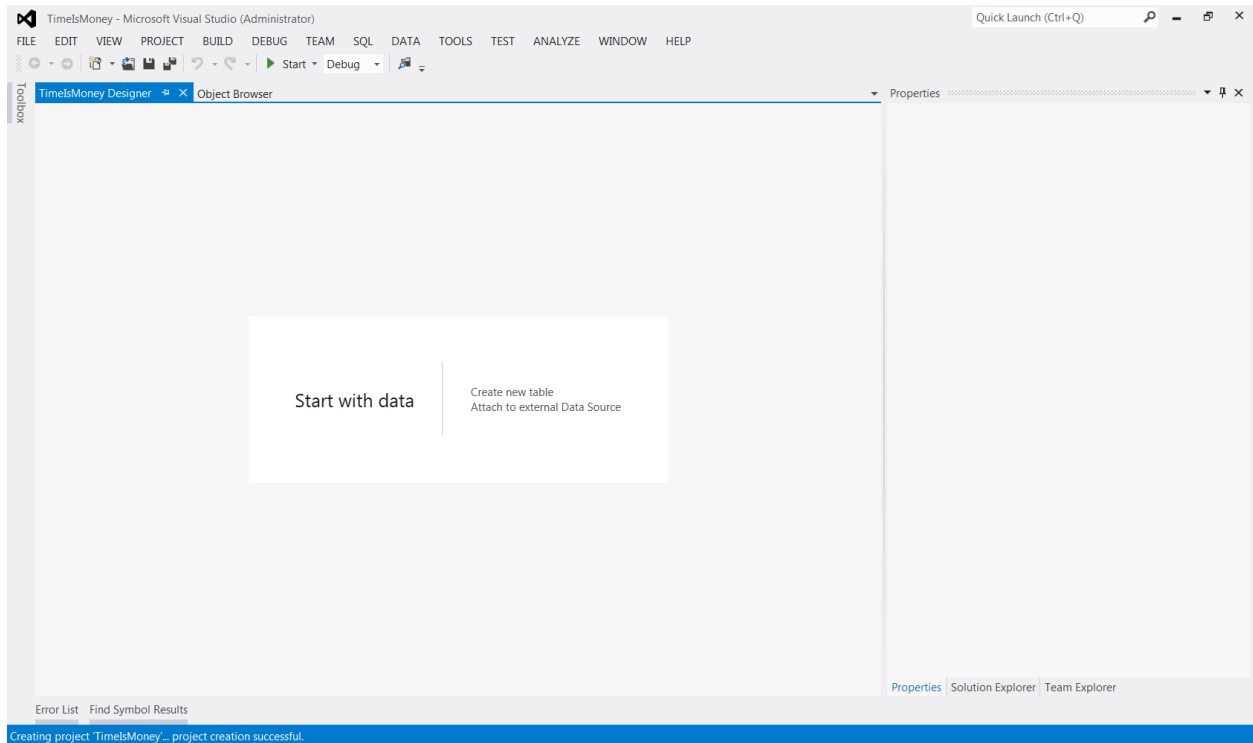 TimeIsMoney - Microsoft Visual Studio (Administrator)
Quick Launch (Ctrl+Q)
FILE EDIT VIEW PROJECT BUILD DEBUG TEAM SQL DATA TOOLS TEST ANALYZE WINDOW HELP
Start Debug
Toolbox
TimeIsMoney Designer Object Browser
Properties
Start with data
Create new table
Attach to external Data Source
Properties Solution Explorer Team Explorer
Error List Find Symbol Results
Creating project 'TimeIsMoney'... project creation successful.